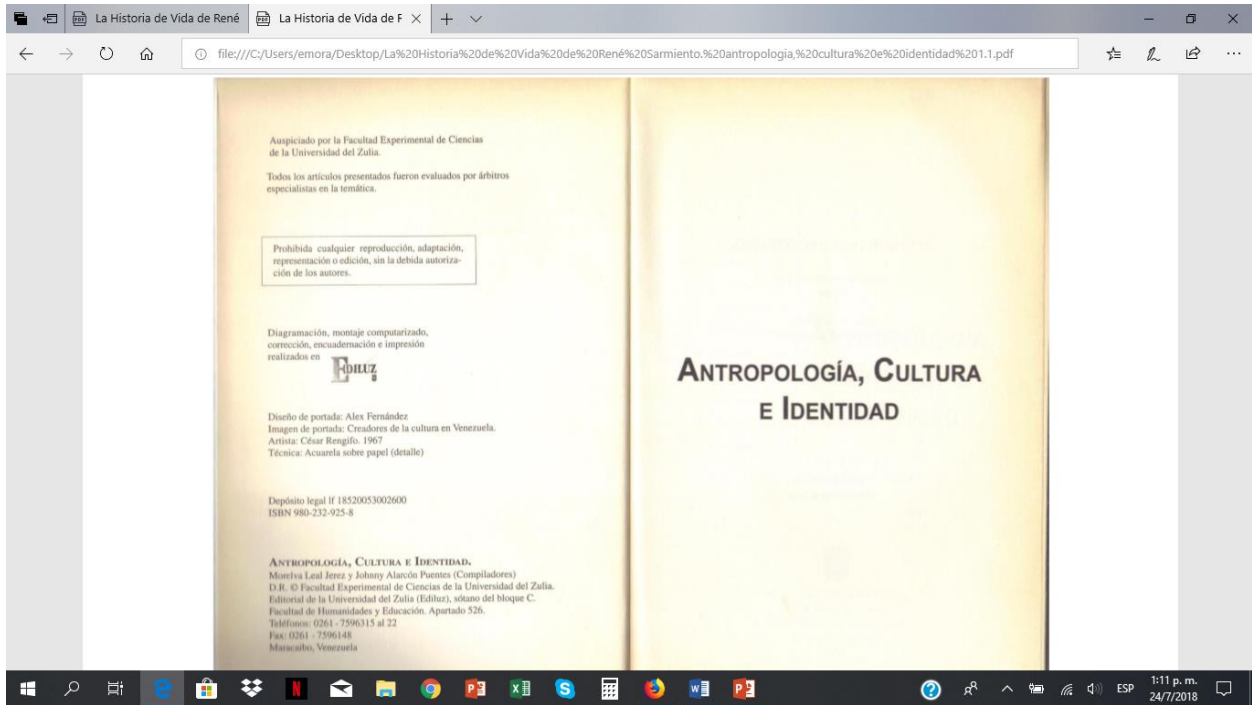 La Historia de Vida de René
La Historia de Vida de F
file:///C:/Users/emora/Desktop/La%20Historia%20de%20Vida%20de%20René%20Sarmiento.%20antropologia,%20cultura%20e%20identidad%201.1.pdf
Auspiciado por la Facultad Experimental de Ciencias
de la Universidad del Zulia.
Todos los artículos presentados fueron evaluados por árbitros
especialistas en la temática.
Prohibida cualquier reproducción, adaptación,
representación o edición, sin la debida autoriza-
ción de los autores.
Diagramación, montaje computarizado,
corrección, encuadernación e impresión
realizados en
EDILUZ
Diseño de portada: Alex Fernández
Imagen de portada: Creadores de la cultura en Venezuela.
Artista: César Rengifo. 1967
Técnica: Acuarela sobre papel (detalle)
Depósito legal lf 18520053002600
ISBN 980-232-925-8
ANTROPOLOGÍA, CULTURA E IDENTIDAD.
Morelva Leal Jerez y Johnny Alarcón Puentes (Compiladores)
D.R. © Facultad Experimental de Ciencias de la Universidad del Zulia.
Editorial de la Universidad del Zulia (Ediluz), sótano del bloque C.
Facultad de Humanidades y Educación. Apartado 526.
Teléfonos: 0261 - 7596315 al 22
Fax: 0261 - 7596148
Maracaibo, Venezuela
ANTROPOLOGÍA, CULTURA
E IDENTIDAD
ESP
1:11 p. m.
24/7/2018